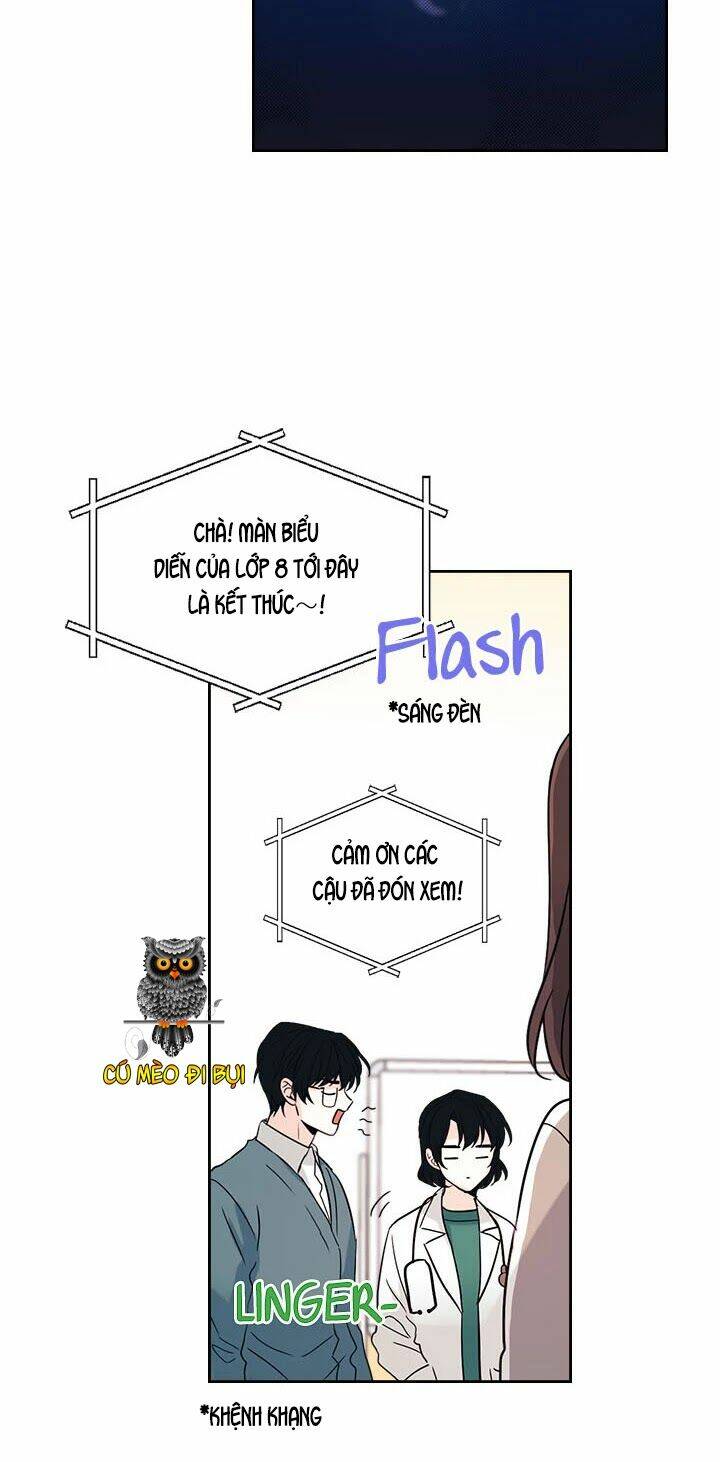 CHÀ! MÀN BIỂU
DIỄN CỦA LỚP 8 TỚI ĐÂY
LÀ KẾT THÚC~!
Flash
*SÁNG ĐÈN
CẢM ƠN CÁC
CẬU ĐÃ ĐÓN XEM!
CÚ MÈO ĐI BỤI
LINGER-
*KHỆNH KHẠNG